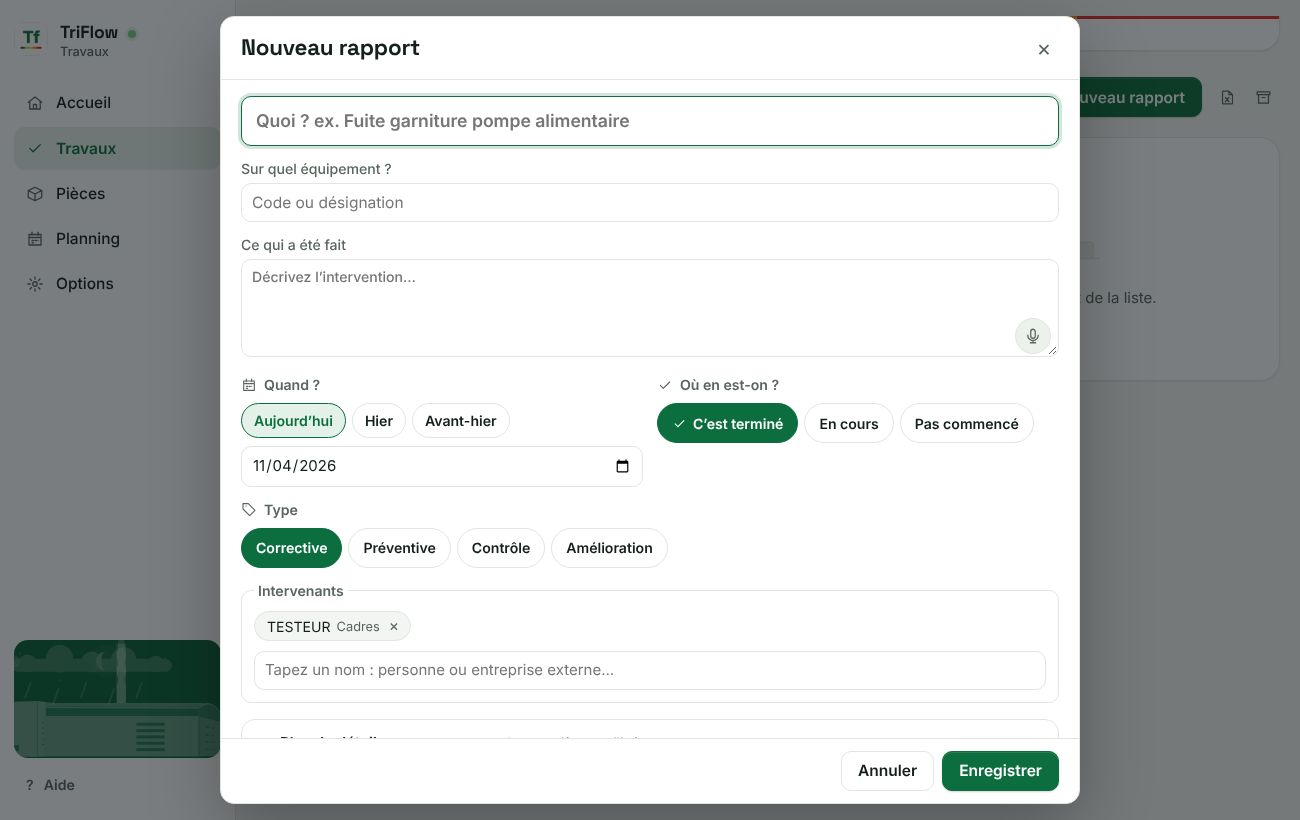 Tf
TriFlow
Travaux
Accueil
Travaux
Pièces
Planning
Options
? Aide
uveau rapport
de la liste.
Nouveau rapport
×
Quoi ? ex. Fuite garniture pompe alimentaire
Sur quel équipement ?
Code ou désignation
Ce qui a été fait
Décrivez l’intervention…
Quand ?
Aujourd’hui
Hier
Avant-hier
11/04/2026
Où en est-on ?
C’est terminé
En cours
Pas commencé
Type
Corrective
Préventive
Contrôle
Amélioration
Intervenants
TESTEUR Cadres ×
Tapez un nom : personne ou entreprise externe…
Annuler
Enregistrer